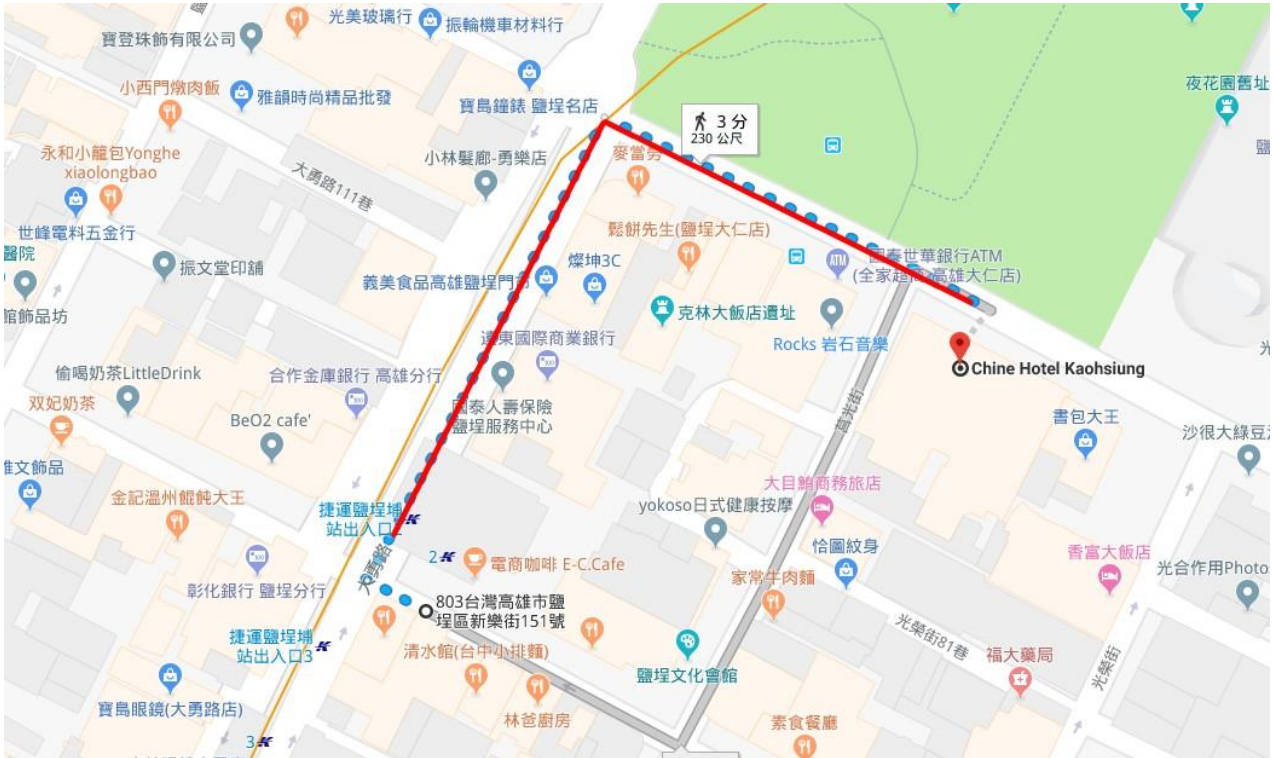 光美玻璃行
振輪機車材料行
寶登珠飾有限公司
夜花園舊址
小西門燉肉飯
雅韻時尚精品批發
寶島鐘錶 鹽埕名店
3 分
230 公尺
永和小籠包Yonghe
xiaolongbao
小林髮廊-勇樂店
麥當勞
大勇路111巷
世峰電料五金行
鬆餅先生(鹽埕大仁店)
醫院
振文堂印舖
國泰世華銀行ATM
(全家超商-高雄大仁店)
燦坤3C
義美食品高雄鹽埕門市
館飾品坊
克林大飯店遺址
遠東國際商業銀行
Rocks 岩石音樂
Chine Hotel Kaohsiung
偷喝奶茶LittleDrink
合作金庫銀行 高雄分行
双妃奶茶
國泰人壽保險
鹽埕服務中心
BeO2 cafe'
書包大王
沙很大綠豆
雅文飾品
大目鮪商務旅店
金記溫州餛飩大王
捷運鹽埕埔
站出入口2
yokoso日式健康按摩
恰圖紋身
香富大飯店
2
電商咖啡 E-C.Cafe
光合作用Photo
彰化銀行 鹽埕分行
大勇路
家常牛肉麵
803台灣高雄市鹽
埕區新樂街151號
光榮街81巷
捷運鹽埕埔
站出入口3
清水館(台中小排麵)
福大藥局
光榮街
鹽埕文化會館
寶島眼鏡(大勇路店)
林爸廚房
素食餐廳
3